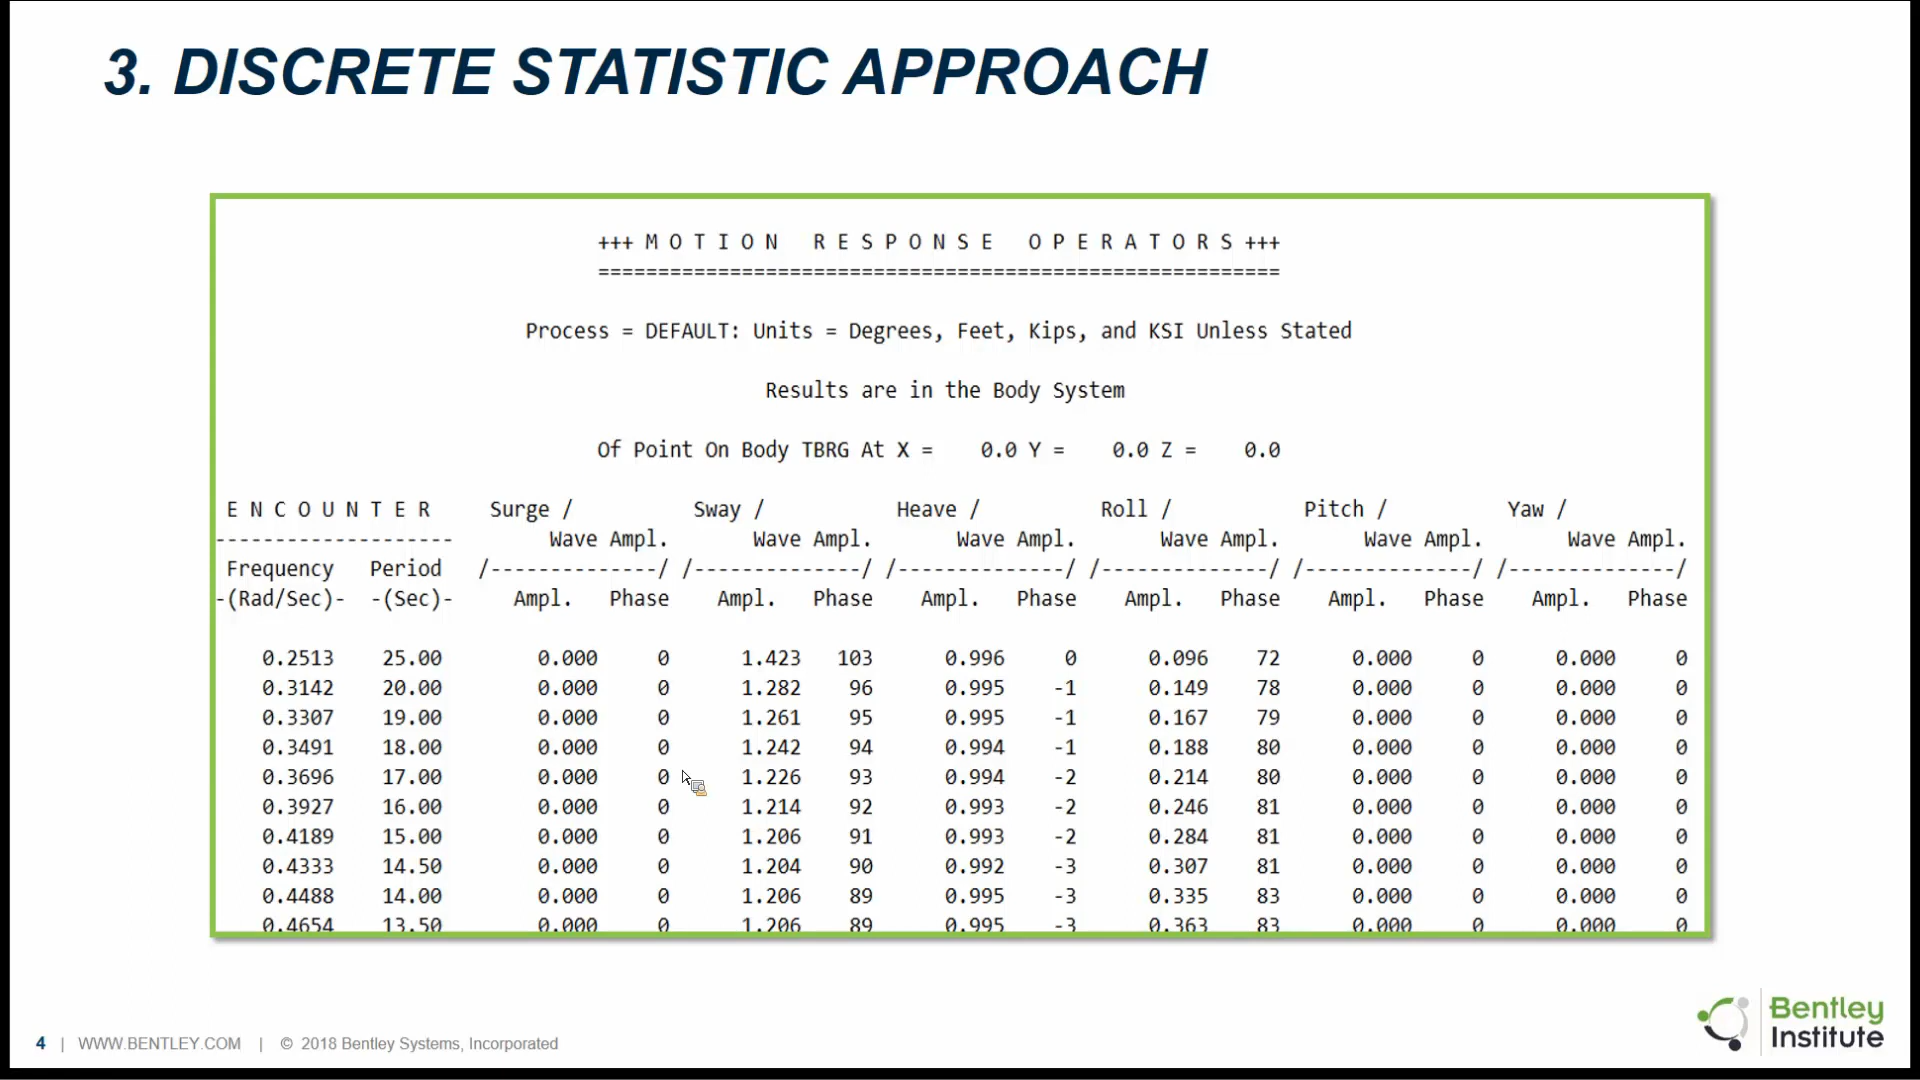 3. DISCRETE STATISTIC APPROACH
+++ M O T I O N   R E S P O N S E   O P E R A T O R S +++
=========================================================
Process = DEFAULT: Units = Degrees, Feet, Kips, and KSI Unless Stated
Results are in the Body System
Of Point On Body TBRG At X =    0.0 Y =    0.0 Z =    0.0
E N C O U N T E R    Surge /    Sway /    Heave /    Roll /    Pitch /    Yaw /
--------------------    Wave Ampl.    Wave Ampl.    Wave Ampl.    Wave Ampl.    Wave Ampl.    Wave Ampl.
Frequency   Period   /--------------/ /--------------/ /--------------/ /--------------/ /--------------/ /--------------/
-(Rad/Sec)-  -(Sec)-   Ampl.   Phase   Ampl.   Phase   Ampl.   Phase   Ampl.   Phase   Ampl.   Phase   Ampl.   Phase
0.2513 25.00 0.000 0 1.423 103 0.996 0 0.096 72 0.000 0 0.000 0
0.3142 20.00 0.000 0 1.282 96 0.995 -1 0.149 78 0.000 0 0.000 0
0.3307 19.00 0.000 0 1.261 95 0.995 -1 0.167 79 0.000 0 0.000 0
0.3491 18.00 0.000 0 1.242 94 0.994 -1 0.188 80 0.000 0 0.000 0
0.3696 17.00 0.000 0 1.226 93 0.994 -2 0.214 80 0.000 0 0.000 0
0.3927 16.00 0.000 0 1.214 92 0.993 -2 0.246 81 0.000 0 0.000 0
0.4189 15.00 0.000 0 1.206 91 0.993 -2 0.284 81 0.000 0 0.000 0
0.4333 14.50 0.000 0 1.204 90 0.992 -3 0.307 81 0.000 0 0.000 0
0.4488 14.00 0.000 0 1.206 89 0.995 -3 0.335 83 0.000 0 0.000 0
0.4654 13.50 0.000 0 1.206 89 0.995 -3 0.363 83 0.000 0 0.000 0
4 | WWW.BENTLEY.COM | © 2018 Bentley Systems, Incorporated
Bentley
Institute